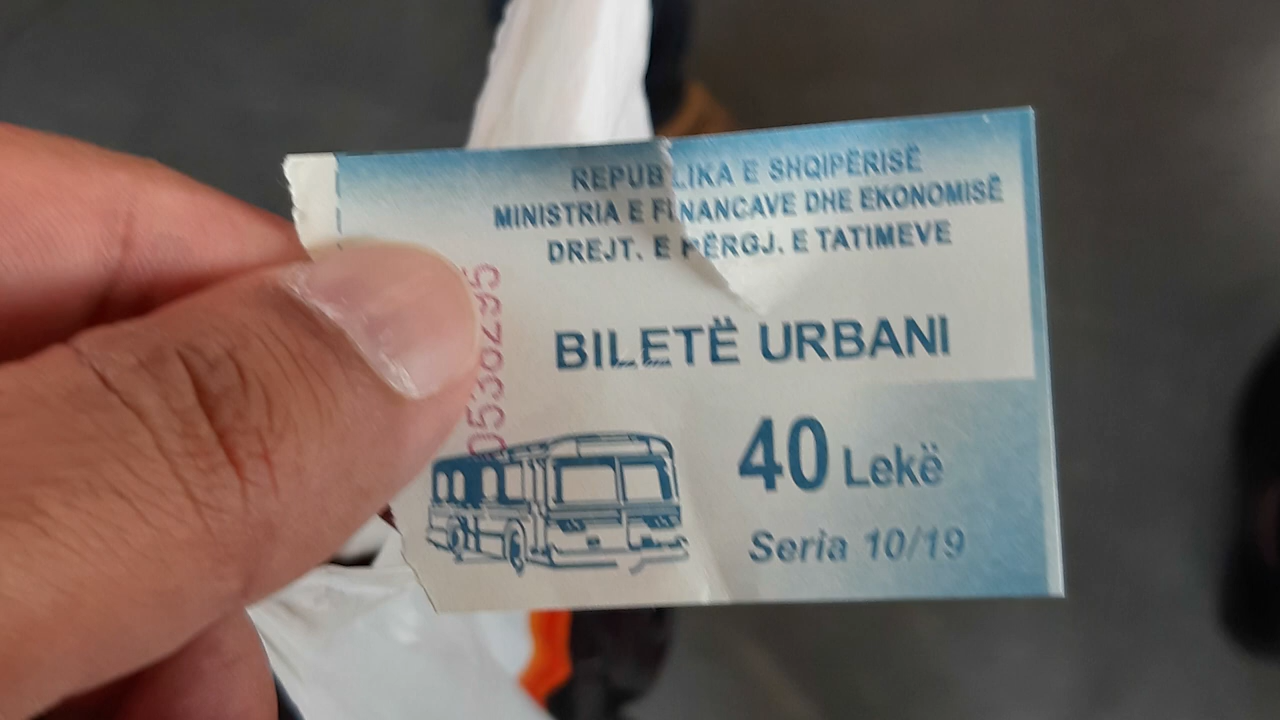 REPUBLIKA E SHQIPËRISË
MINISTRIA E FINANCAVE DHE EKONOMISË
DREJT. E PËRGJ. E TATIMEVE
BILETË URBANI
40 Lekë
Seria 10/19